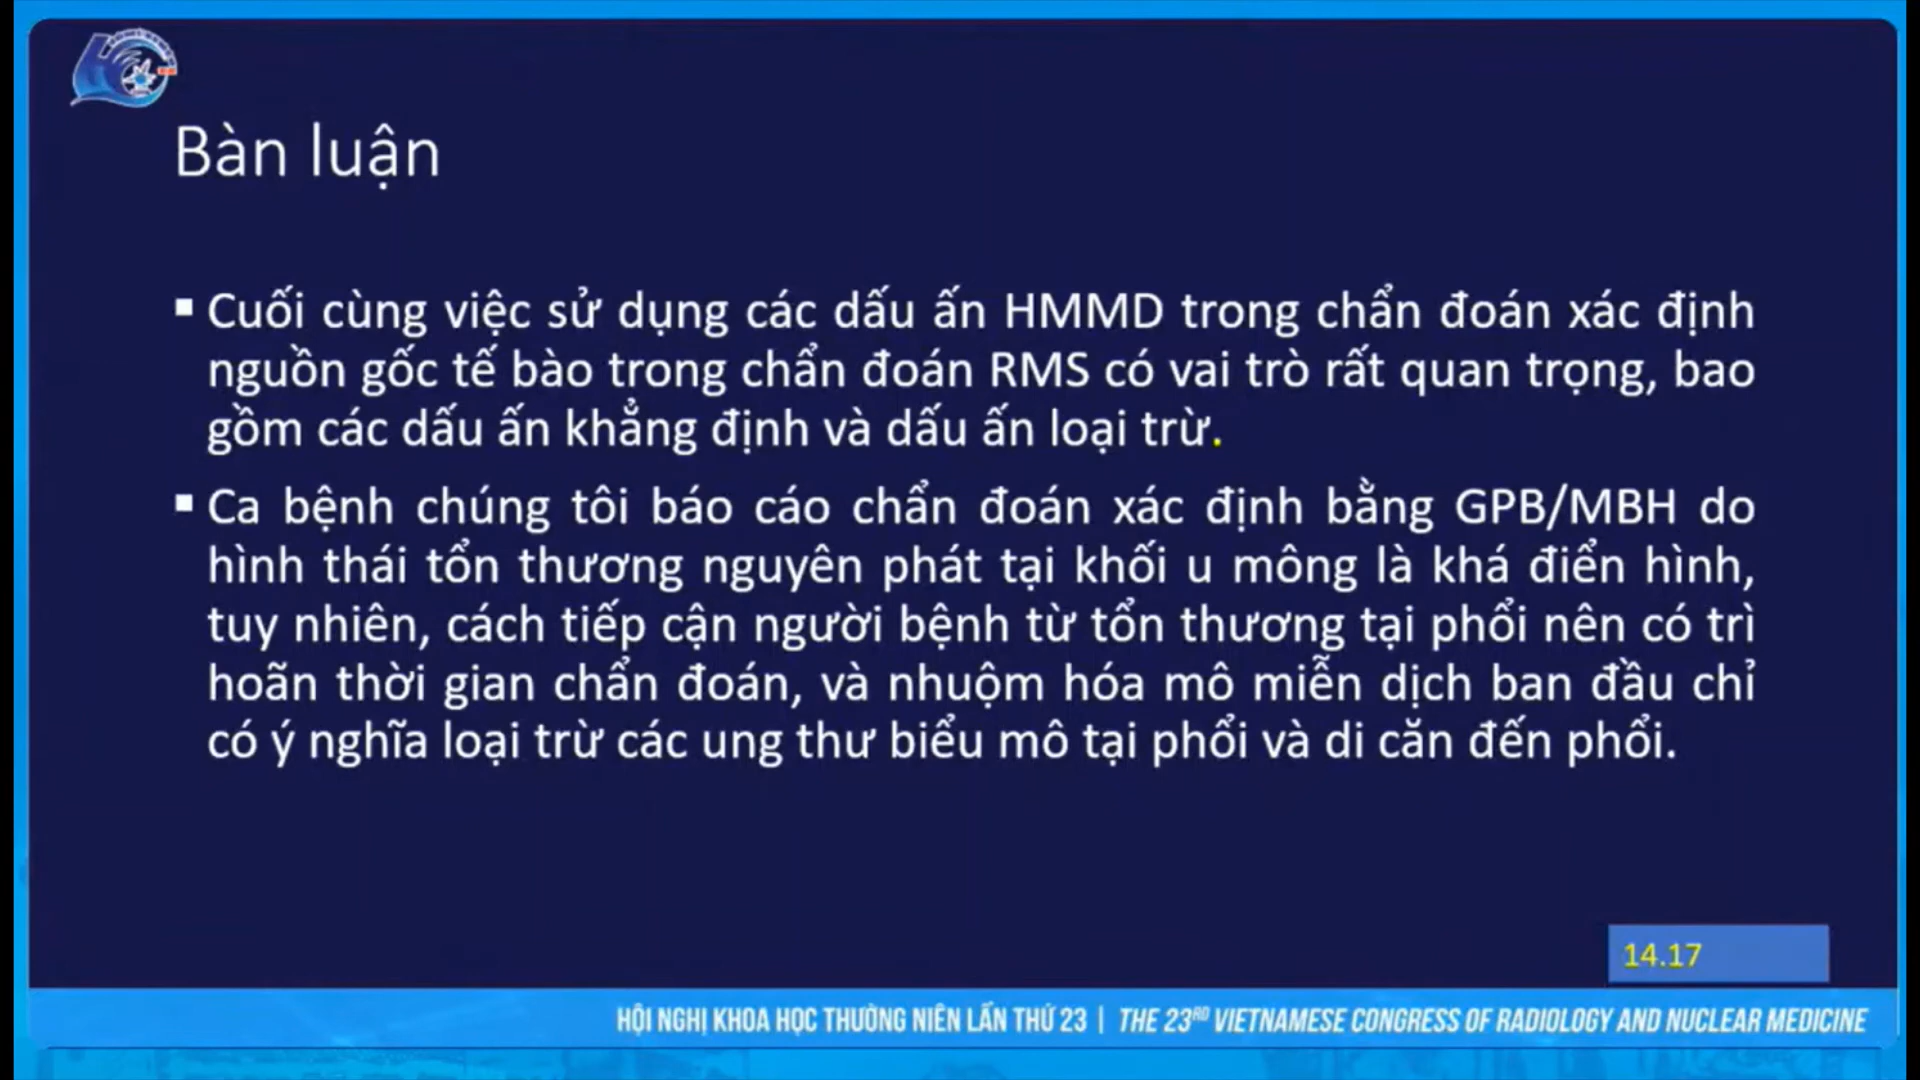 Bàn luận
Cuối cùng việc sử dụng các dấu ấn HMMD trong chẩn đoán xác định
nguồn gốc tế bào trong chẩn đoán RMS có vai trò rất quan trọng, bao
gồm các dấu ấn khẳng định và dấu ấn loại trừ.
Ca bệnh chúng tôi báo cáo chẩn đoán xác định bằng GPB/MBH do
hình thái tổn thương nguyên phát tại khối u mông là khá điển hình,
tuy nhiên, cách tiếp cận người bệnh từ tổn thương tại phổi nên có trì
hoãn thời gian chẩn đoán, và nhuộm hóa mô miễn dịch ban đầu chỉ
có ý nghĩa loại trừ các ung thư biểu mô tại phổi và di căn đến phổi.
14.17
HỘI NGHỊ KHOA HỌC THƯỜNG NIÊN LẦN THỨ 23 | THE 23RD VIETNAMESE CONGRESS OF RADIOLOGY AND NUCLEAR MEDICINE